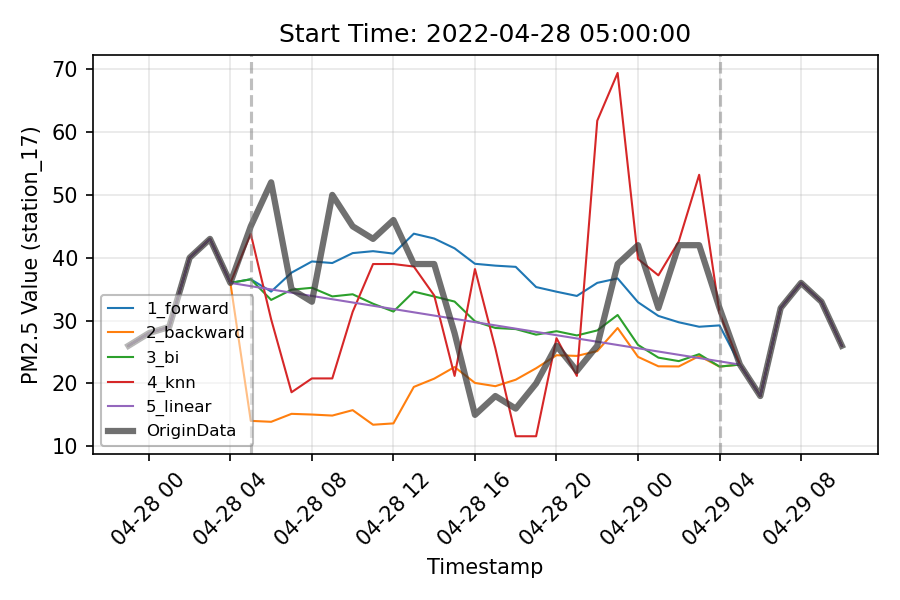 Start Time: 2022-04-28 05:00:00
PM2.5 Value (station_17)
70
60
50
40
30
20
10
1_forward
2_backward
3_bi
4_knn
5_linear
OriginData
04-28 00
04-28 04
04-28 08
04-28 12
04-28 16
04-28 20
04-29 00
04-29 04
04-29 08
Timestamp